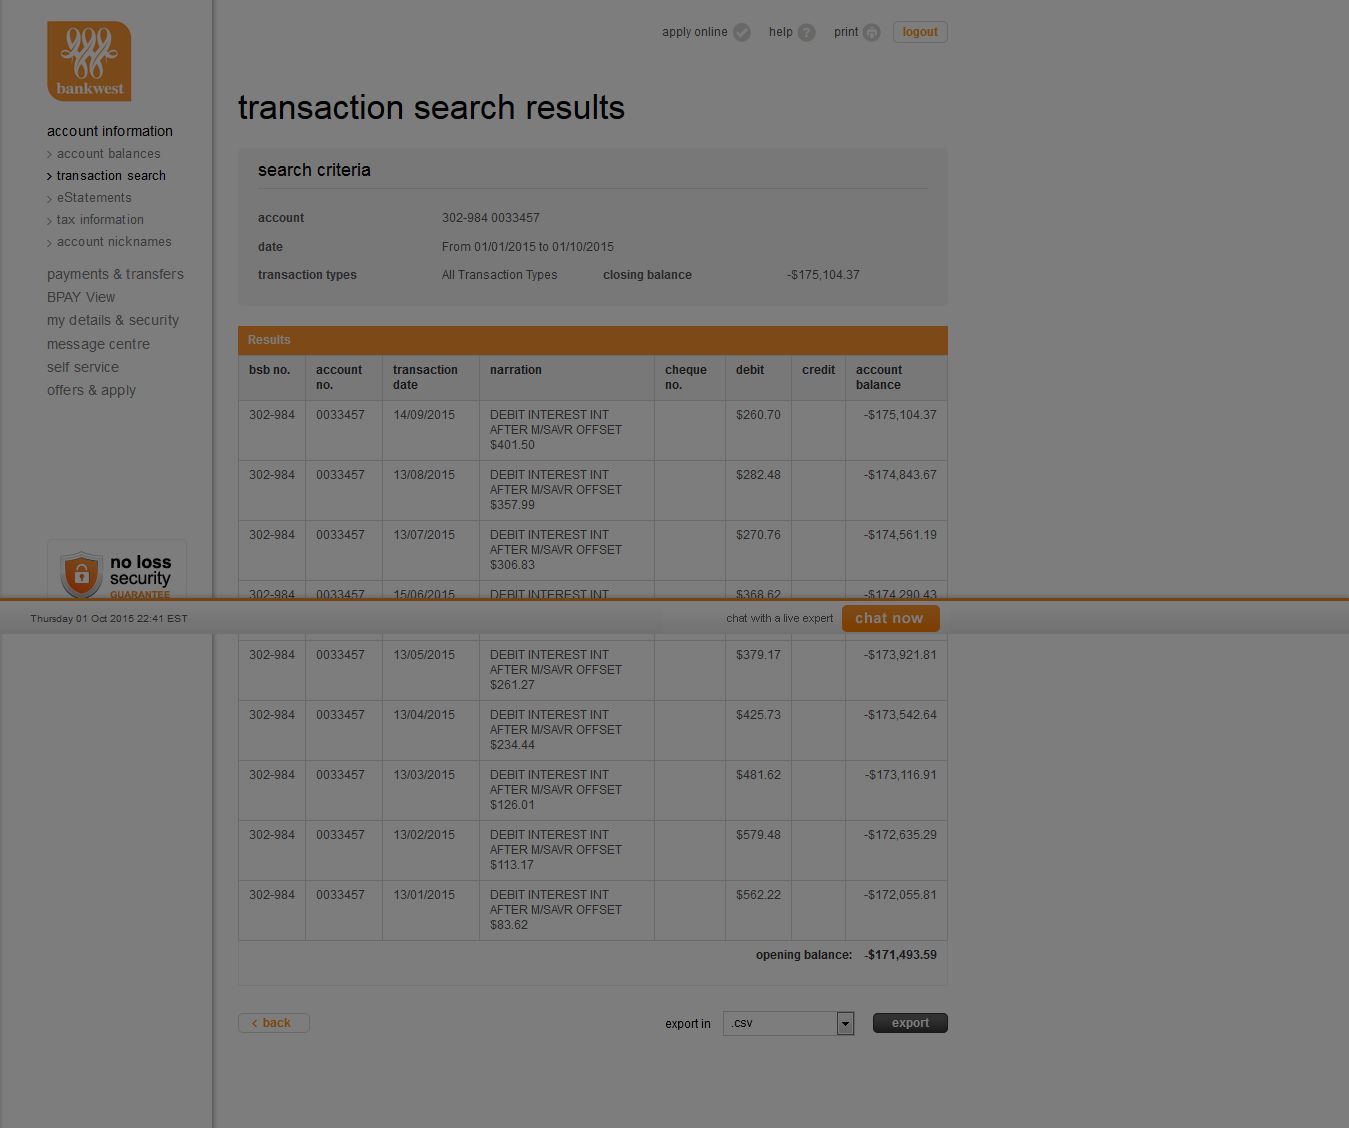 apply online help ? print logout
bankwest
transaction search results
account information
> account balances
> transaction search
> eStatements
> tax information
> account nicknames
payments & transfers
BPAY View
my details & security
message centre
self service
offers & apply
search criteria
account 302-984 0033457
date From 01/01/2015 to 01/10/2015
transaction types All Transaction Types closing balance -$175,104.37
Results
bsb no. account no. transaction date narration cheque no. debit credit account balance
302-984 0033457 14/09/2015 DEBIT INTEREST INT $260.70 -$175,104.37
AFTER M/SAVR OFFSET
$401.50
302-984 0033457 13/08/2015 DEBIT INTEREST INT $282.48 -$174,843.67
AFTER M/SAVR OFFSET
$357.99
302-984 0033457 13/07/2015 DEBIT INTEREST INT $270.76 -$174,561.19
AFTER M/SAVR OFFSET
$306.83
302-984 0033457 15/06/2015 DEBIT INTEREST INT $368.62 -$174,290.43
no loss
security
GUARANTEE
Thursday 01 Oct 2015 22:41 EST chat with a live expert chat now
302-984 0033457 13/05/2015 DEBIT INTEREST INT $379.17 -$173,921.81
AFTER M/SAVR OFFSET
$261.27
302-984 0033457 13/04/2015 DEBIT INTEREST INT $425.73 -$173,542.64
AFTER M/SAVR OFFSET
$234.44
302-984 0033457 13/03/2015 DEBIT INTEREST INT $481.62 -$173,116.91
AFTER M/SAVR OFFSET
$126.01
302-984 0033457 13/02/2015 DEBIT INTEREST INT $579.48 -$172,635.29
AFTER M/SAVR OFFSET
$113.17
302-984 0033457 13/01/2015 DEBIT INTEREST INT $562.22 -$172,055.81
AFTER M/SAVR OFFSET
$83.62
opening balance: -$171,493.59
< back export in .csv export